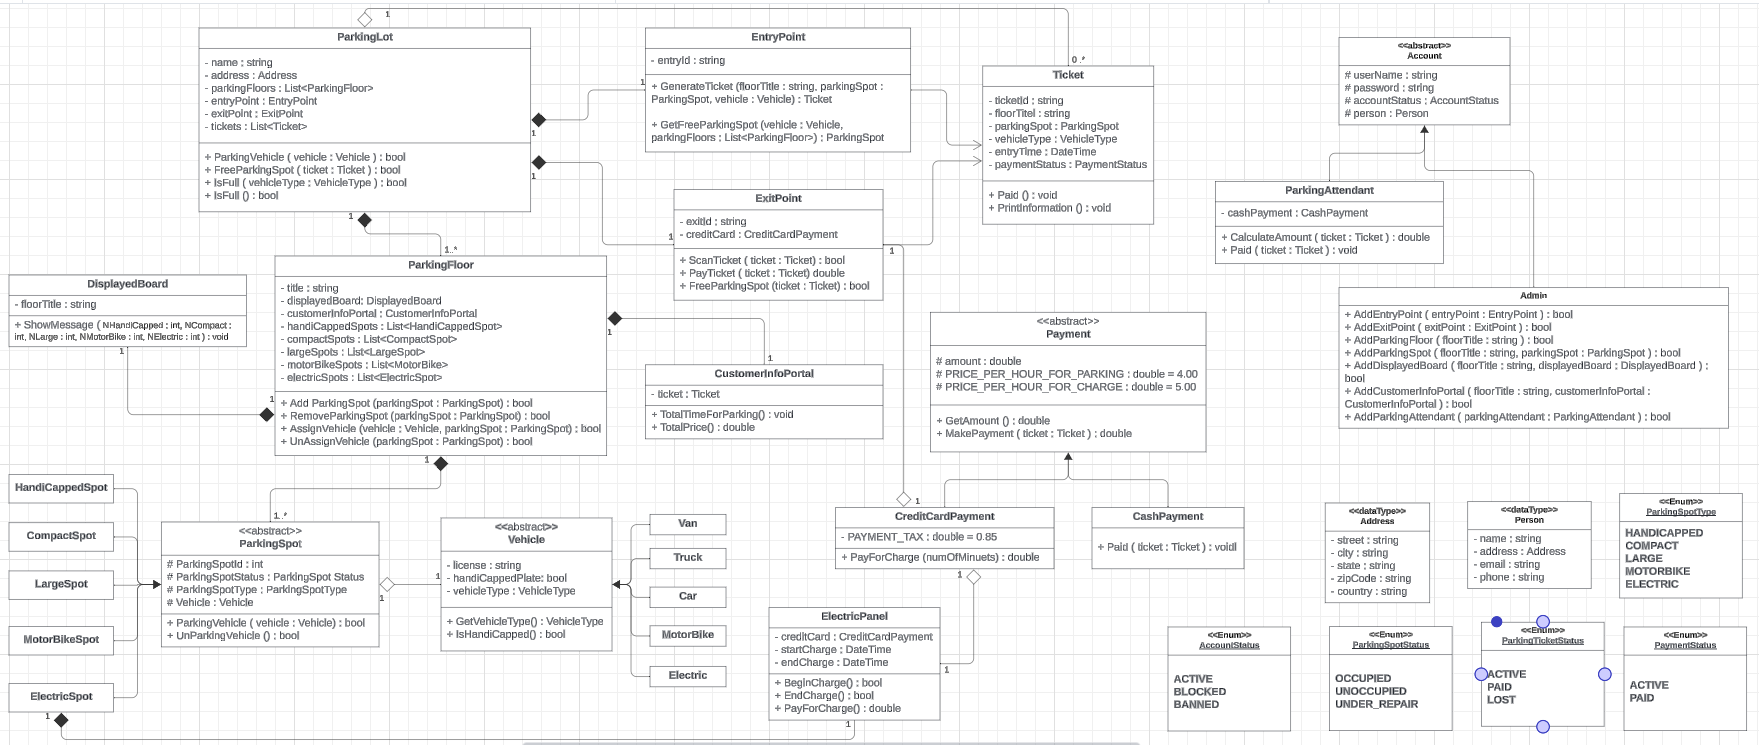 1
ParkingLot
- name : string
- address : Address
- parkingFloors : List<ParkingFloor>
- entryPoint : EntryPoint
- exitPoint : ExitPoint
- tickets : List<Ticket>
+ ParkingVehicle ( vehicle : Vehicle ) : bool
+ FreeParkingSpot ( ticket : Ticket ) : bool
+ IsFull ( vehicleType : VehicleType ) : bool
+ IsFull () : bool
1
1
1
EntryPoint
- entryId : string
1
+ GenerateTicket (floorTitle : string, parkingSpot :
ParkingSpot, vehicle : Vehicle) : Ticket
+ GetFreeParkingSpot (vehicle : Vehicle,
parkingFloors : List<ParkingFloor>) : ParkingSpot
0..*
Ticket
- ticketId : string
- floorTitel : string
- parkingSpot : ParkingSpot
- vehicleType : VehicleType
- entryTime : DateTime
- paymentStatus : PaymentStatus
+ Paid () : void
+ PrintInformation () : void
<<abstract>>
Account
# userName : string
# password : string
# accountStatus : AccountStatus
# person : Person
ParkingAttendant
- cashPayment : CashPayment
+ CalculateAmount ( ticket : Ticket ) : double
+ Paid ( ticket : Ticket ) : void
ExitPoint
- exitId : string
- creditCard : CreditCardPayment
1
1
+ ScanTicket ( ticket : Ticket) : bool
+ PayTicket ( ticket : Ticket) double
+ FreeParkingSpot (ticket : Ticket) : bool
1..*
ParkingFloor
- title : string
- displayedBoard: DisplayedBoard
- customerInfoPortal : CustomerInfoPortal
- handiCappedSpots : List<HandiCappedSpot>
- compactSpots : List<CompactSpot>
- largeSpots : List<LargeSpot>
- motorBikeSpots : List<MotorBike>
- electricSpots : List<ElectricSpot>
+ Add ParkingSpot (parkingSpot : ParkingSpot) : bool
+ RemoveParkingSpot (parkingSpot : ParkingSpot) : bool
+ AssignVehicle (vehicle : Vehicle, parkingSpot : ParkingSpot) : bool
+ UnAssignVehicle (parkingSpot : ParkingSpot) : bool
1
1
1
DisplayedBoard
- floorTitle : string
+ ShowMessage ( NHandiCapped : int, NCompact :
int, NLarge : int, NMotorBike : int, NElectric : int ) : void
1
1
CustomerInfoPortal
- ticket : Ticket
+ TotalTimeForParking() : void
+ TotalPrice() : double
<<abstract>>
Payment
# amount : double
# PRICE_PER_HOUR_FOR_PARKING : double = 4.00
# PRICE_PER_HOUR_FOR_CHARGE : double = 5.00
+ GetAmount () : double
+ MakePayment ( ticket : Ticket ) : double
Admin
+ AddEntryPoint ( entryPoint : EntryPoint ) : bool
+ AddExitPoint ( exitPoint : ExitPoint ) : bool
+ AddParkingFloor ( floorTitle : string ) : bool
+ AddParkingSpot ( floorTitle : string, parkingSpot : ParkingSpot ) : bool
+ AddDisplayedBoard ( floorTitle : string, displayedBoard : DisplayedBoard ) :
bool
+ AddCustomerInfoPortal ( floorTitle : string, customerInfoPortal :
CustomerInfoPortal ) : bool
+ AddParkingAttendant ( parkingAttendant : ParkingAttendant ) : bool
HandiCappedSpot
CompactSpot
LargeSpot
MotorBikeSpot
ElectricSpot
1
1..*
<<abstract>>
ParkingSpot
# ParkingSpotId : int
# ParkingSpotStatus : ParkingSpot Status
# ParkingSpotType : ParkingSpotType
# Vehicle : Vehicle
+ ParkingVehicle ( vehicle : Vehicle) : bool
+ UnParkingVehicle () : bool
1
1
<<abstract>>
Vehicle
- license : string
- handiCappedPlate: bool
- vehicleType : VehicleType
+ GetVehicleType() : VehicleType
+ IsHandiCapped() : bool
Van
Truck
Car
MotorBike
Electric
1
CreditCardPayment
- PAYMENT_TAX : double = 0.85
+ PayForCharge (numOfMinuets) : double
1
CashPayment
+ Paid ( ticket : Ticket ) : voidl
ElectricPanel
- creditCard : CreditCardPayment
- startCharge : DateTime
- endCharge : DateTime
+ BeginCharge() : bool
+ EndCharge() : bool
+ PayForCharge() : double
1
1
<<dataType>>
Address
- street : string
- city : string
- state : string
- zipCode : string
- country : string
<<dataType>>
Person
- name : string
- address : Address
- email : string
- phone : string
<<Enum>>
ParkingSpotType
HANDICAPPED
COMPACT
LARGE
MOTORBIKE
ELECTRIC
<<Enum>>
AccountStatus
ACTIVE
BLOCKED
BANNED
<<Enum>>
ParkingSpotStatus
OCCUPIED
UNOCCUPIED
UNDER_REPAIR
<<Enum>>
ParkingTicketStatus
ACTIVE
PAID
LOST
<<Enum>>
PaymentStatus
ACTIVE
PAID